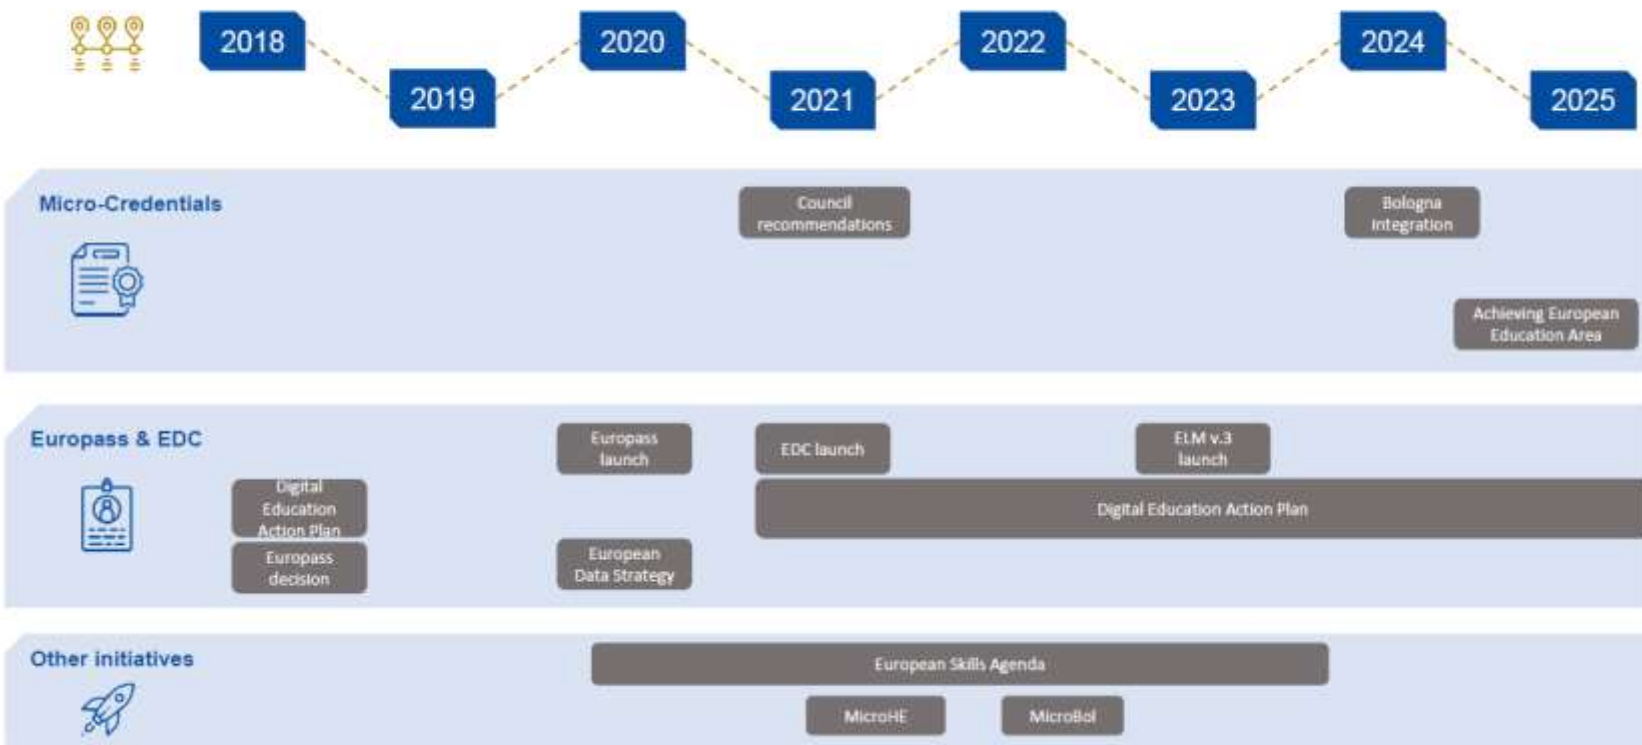 2018
2019
2020
2021
2022
2023
2024
2025
Micro-Credentials
Council
recommendations
Bologna
integration
Achieving European
Education Area
Europass & EDC
Europass
launch
EDC launch
ELM v.3
launch
Digital
Education
Action Plan
Digital Education Action Plan
Europass
decision
European
Data Strategy
Other initiatives
European Skills Agenda
MicroHE
MicroBol